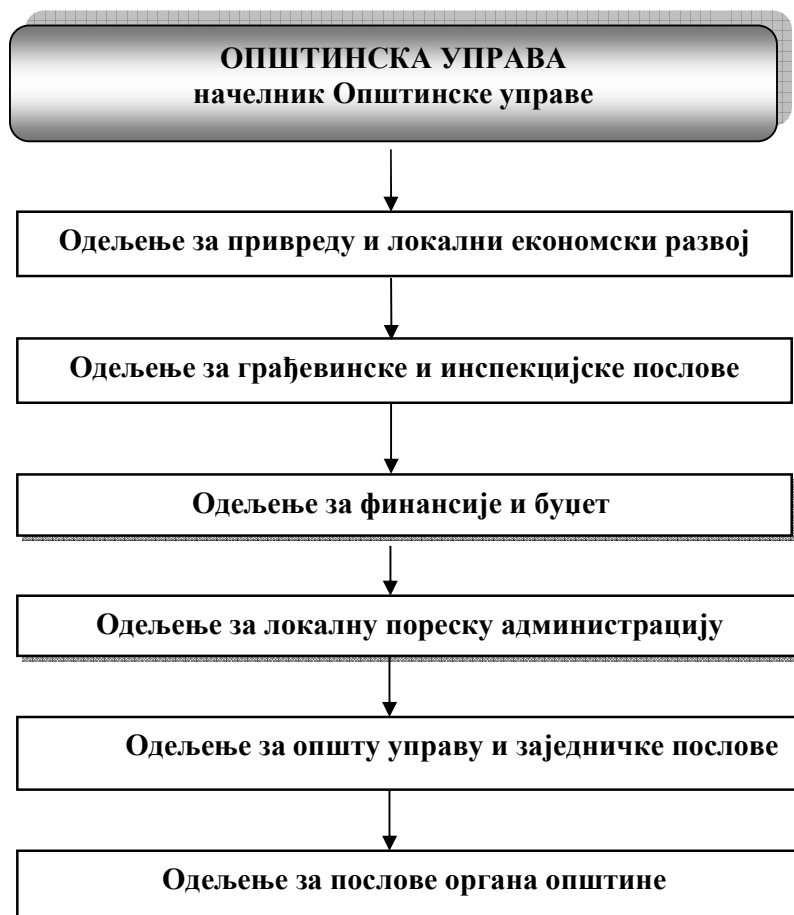 ОПШТИНСКА УПРАВА
начелник Општинске управе
Одељење за привреду и локални економски развој
Одељење за грађевинске и инспекцијске послове
Одељење за финансије и буџет
Одељење за локалну пореску администрацију
Одељење за општу управу и заједничке послове
Одељење за послове органа општине